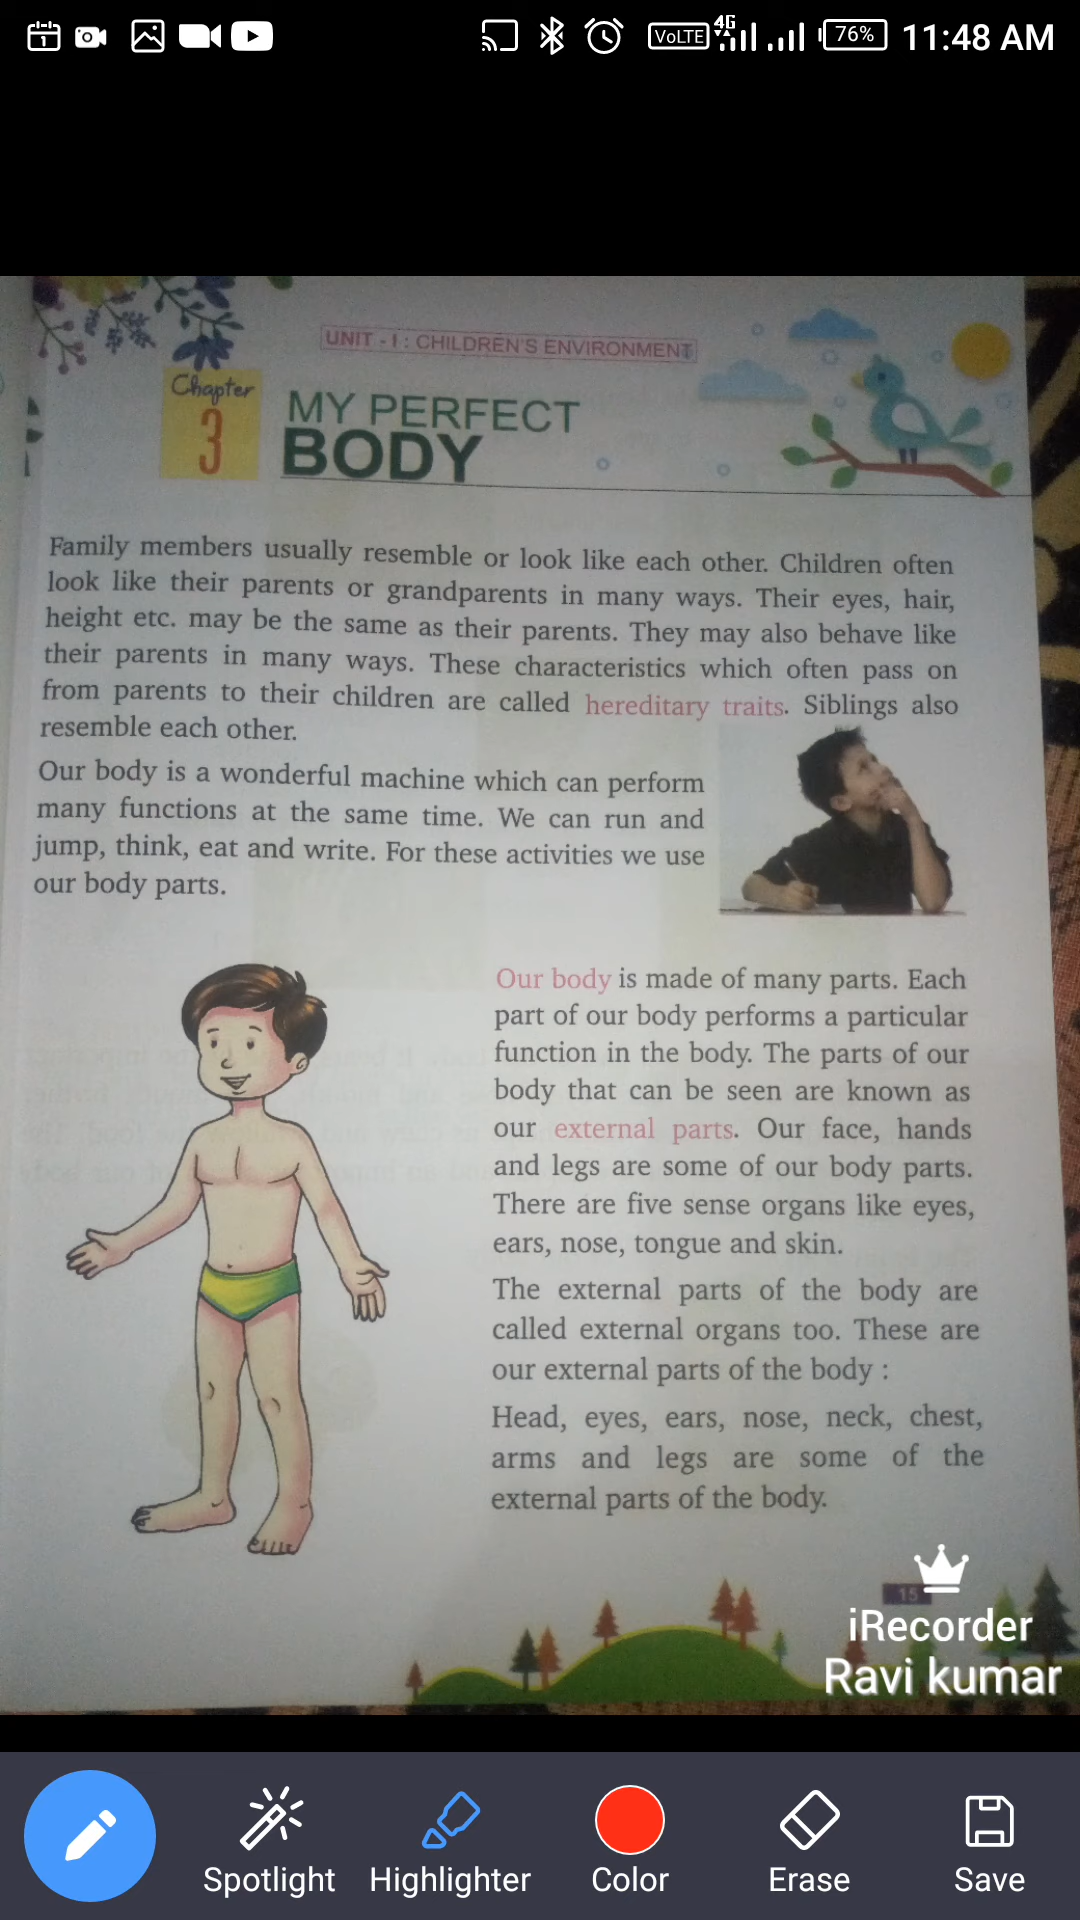 VoLTE 4G 76% 11:48 AM
UNIT - I : CHILDREN'S ENVIRONMENT
Chapter
3
MY PERFECT
BODY
Family members usually resemble or look like each other. Children often
look like their parents or grandparents in many ways. Their eyes, hair,
height etc. may be the same as their parents. They may also behave like
their parents in many ways. These characteristics which often pass on
from parents to their children are called hereditary traits. Siblings also
resemble each other.
Our body is a wonderful machine which can perform
many functions at the same time. We can run and
jump, think, eat and write. For these activities we use
our body parts.
Our body is made of many parts. Each
part of our body performs a particular
function in the body. The parts of our
body that can be seen are known as
our external parts. Our face, hands
and legs are some of our body parts.
There are five sense organs like eyes,
ears, nose, tongue and skin.
The external parts of the body are
called external organs too. These are
our external parts of the body :
Head, eyes, ears, nose, neck, chest,
arms and legs are some of the
external parts of the body.
15
iRecorder
Ravi kumar
Spotlight Highlighter Color Erase Save